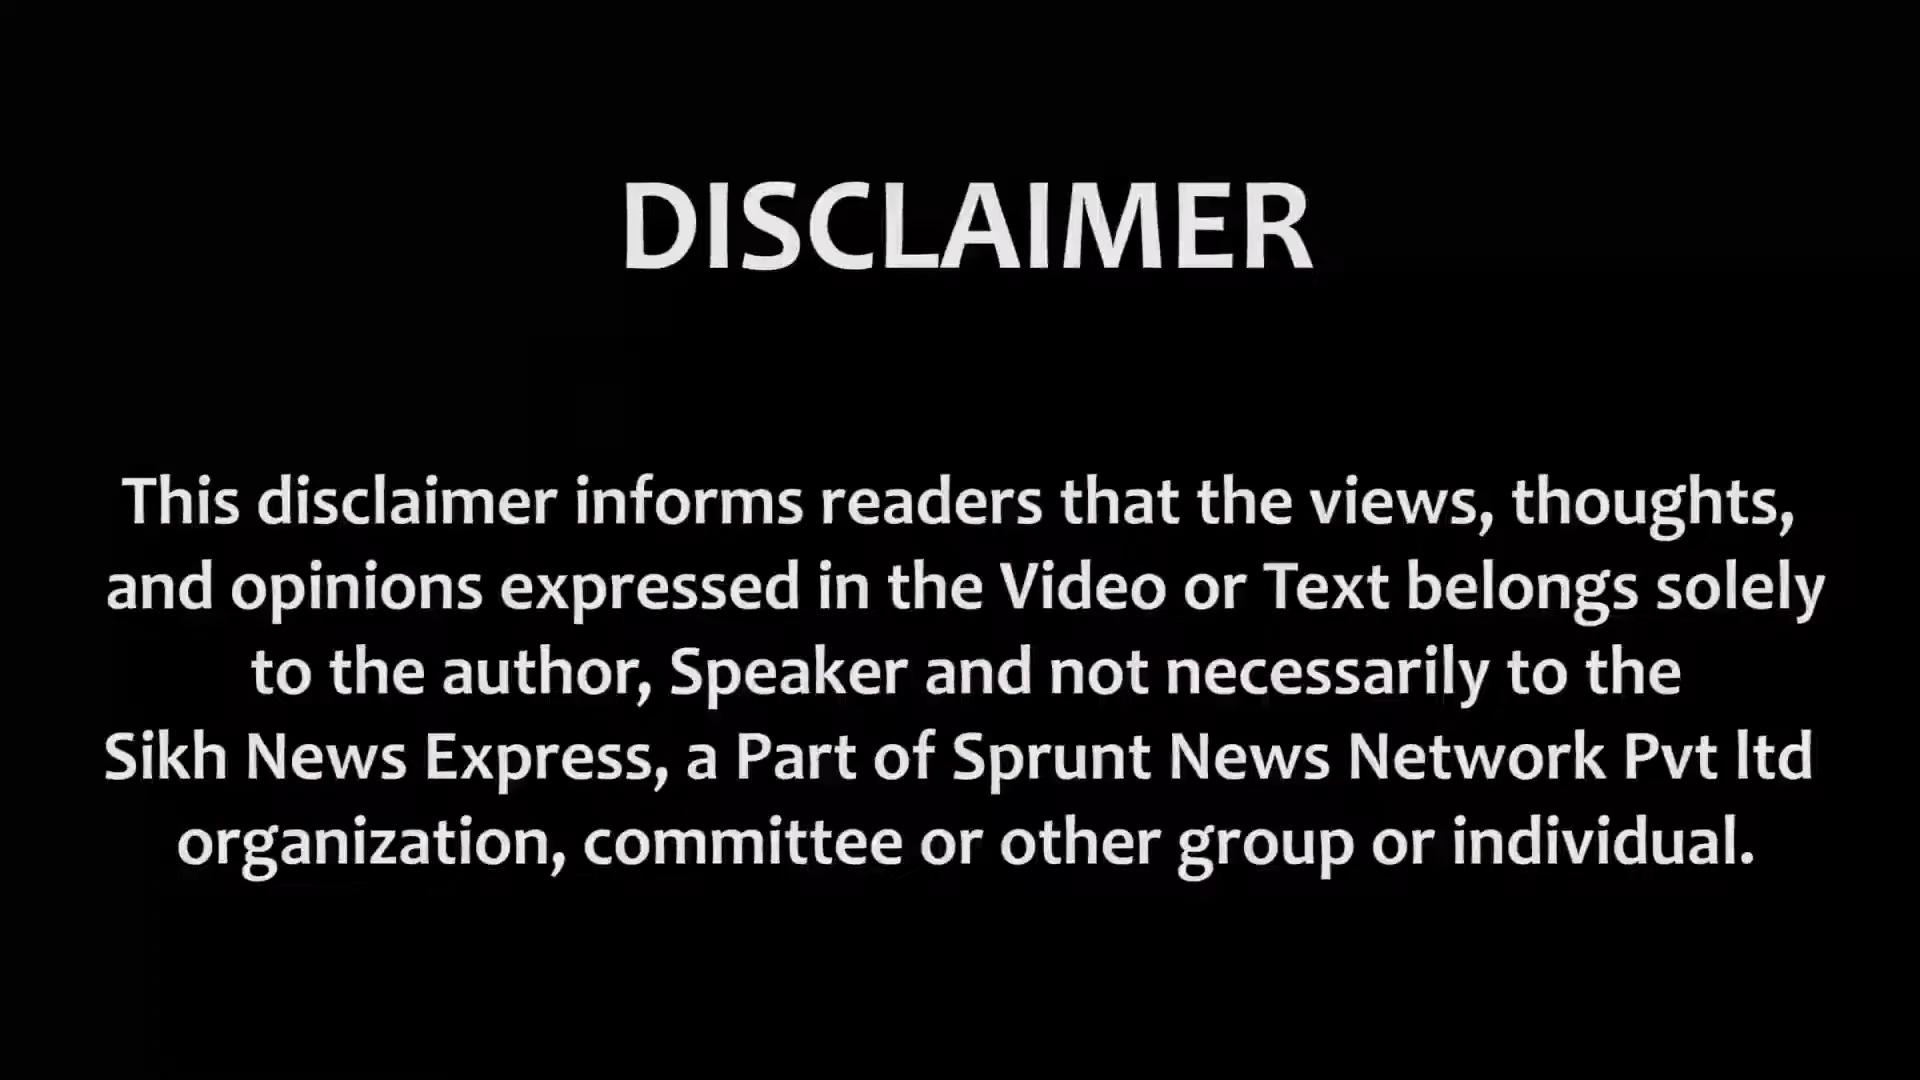 DISCLAIMER
This disclaimer informs readers that the views, thoughts,
and opinions expressed in the Video or Text belongs solely
to the author, Speaker and not necessarily to the
Sikh News Express, a Part of Sprunt News Network Pvt ltd
organization, committee or other group or individual.